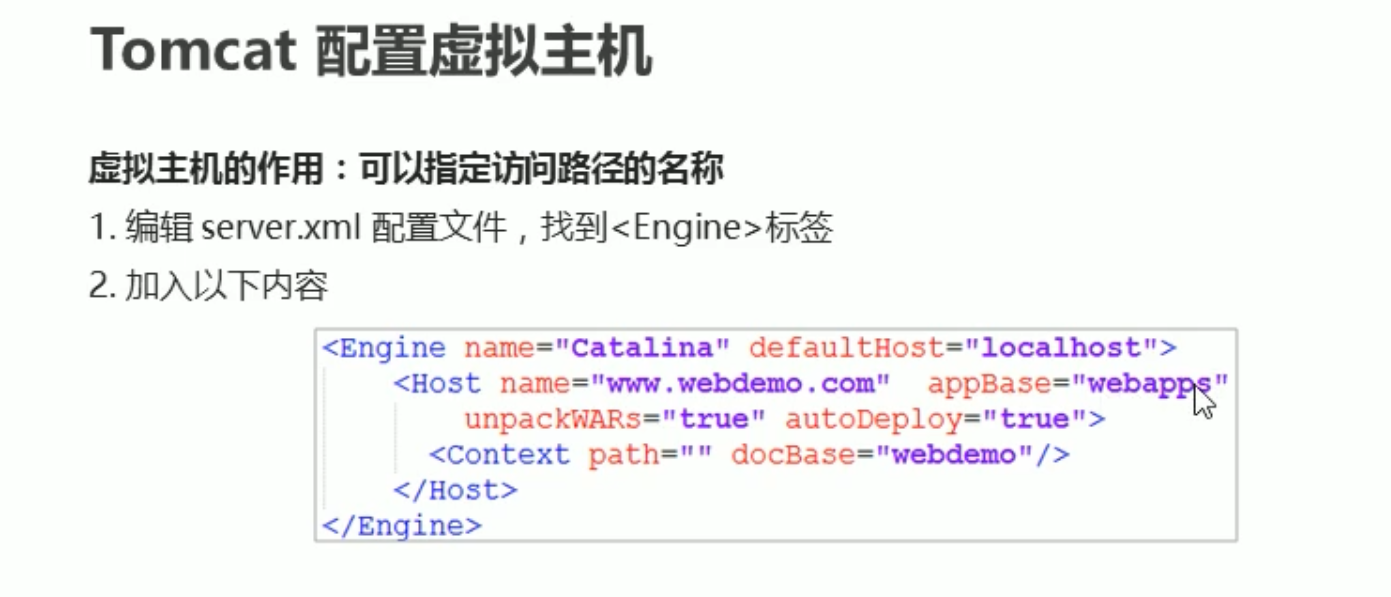 Tomcat 配置虚拟主机
虚拟主机的作用：可以指定访问路径的名称
1. 编辑 server.xml 配置文件，找到<Engine>标签
2. 加入以下内容
<Engine name="Catalina" defaultHost="localhost">
<Host name="www.webdemo.com" appBase="webapps"
unpackWARs="true" autoDeploy="true">
<Context path="" docBase="webdemo"/>
</Host>
</Engine>